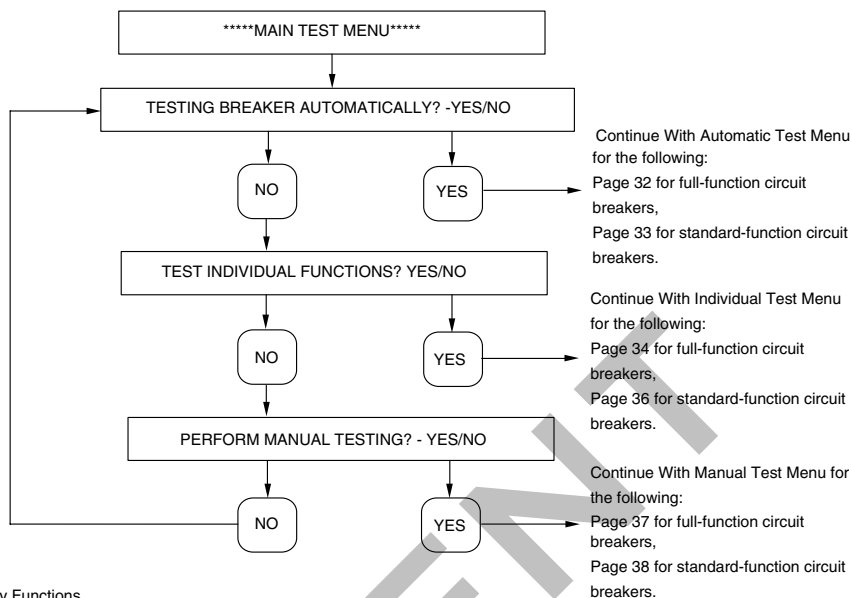 *****MAIN TEST MENU*****
TESTING BREAKER AUTOMATICALLY? -YES/NO
NO
YES
Continue With Automatic Test Menu
for the following:
Page 32 for full-function circuit
breakers,
Page 33 for standard-function circuit
breakers.
TEST INDIVIDUAL FUNCTIONS? YES/NO
NO
YES
Continue With Individual Test Menu
for the following:
Page 34 for full-function circuit
breakers,
Page 36 for standard-function circuit
breakers.
PERFORM MANUAL TESTING? - YES/NO
NO
YES
Continue With Manual Test Menu for
the following:
Page 37 for full-function circuit
breakers,
Page 38 for standard-function circuit
breakers.
Functions
ENT